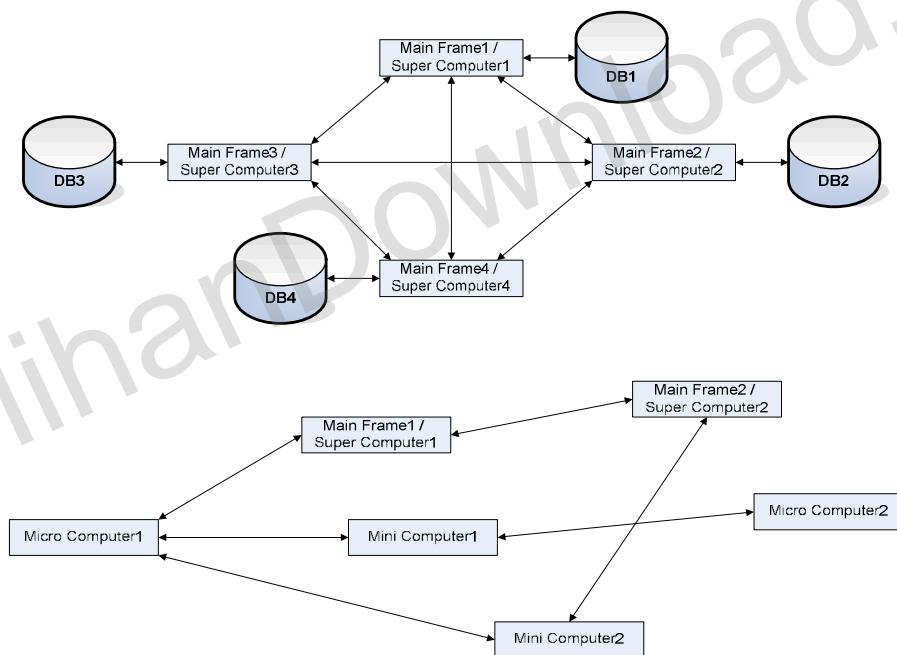 Main Frame1 /
Super Computer1
DB1
Main Frame3 /
Super Computer3
DB3
Main Frame2 /
Super Computer2
DB2
Main Frame4 /
Super Computer4
DB4
Main Frame2 /
Super Computer2
Main Frame1 /
Super Computer1
Micro Computer2
Micro Computer1
Mini Computer1
Mini Computer2
lihanDownload.